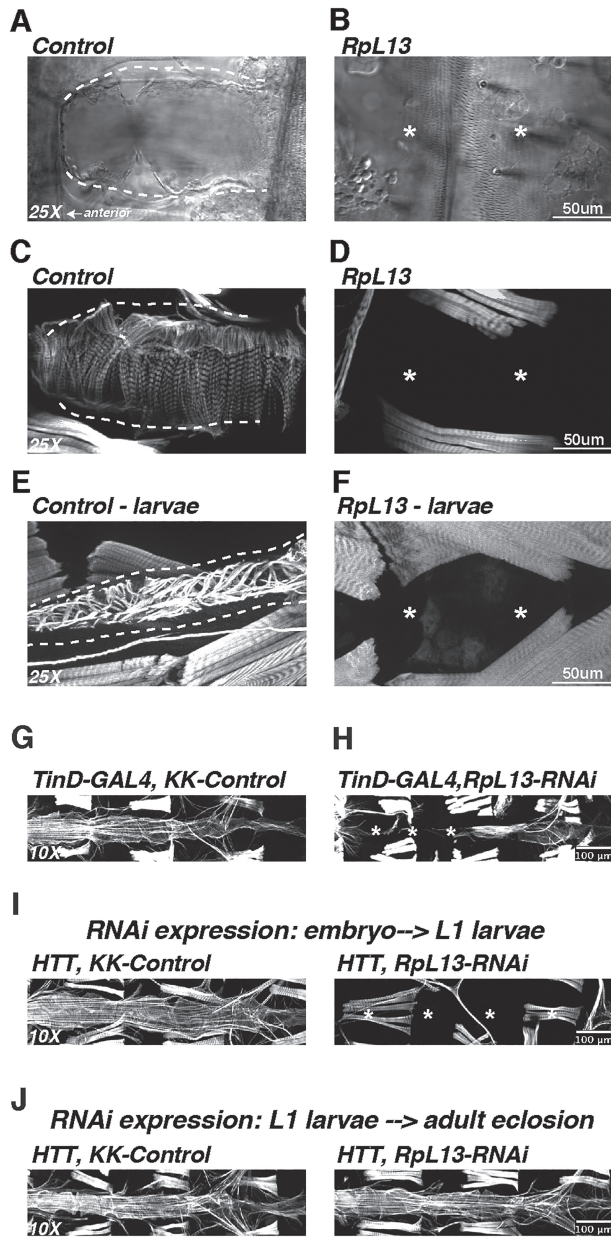 A
Control
25X ← anterior
B
RpL13
*
*
50um
C
Control
25X
D
RpL13
*
*
50um
E
Control - larvae
25X
F
RpL13 - larvae
*
*
50um
G
TinD-GAL4, KK-Control
10X
H
TinD-GAL4,RpL13-RNAi
* * *
100 µm
I
RNAi expression: embryo--> L1 larvae
HTT, KK-Control
10X
HTT, RpL13-RNAi
* * * *
100 µm
J
RNAi expression: L1 larvae --> adult eclosion
HTT, KK-Control
10X
HTT, RpL13-RNAi
100 µm